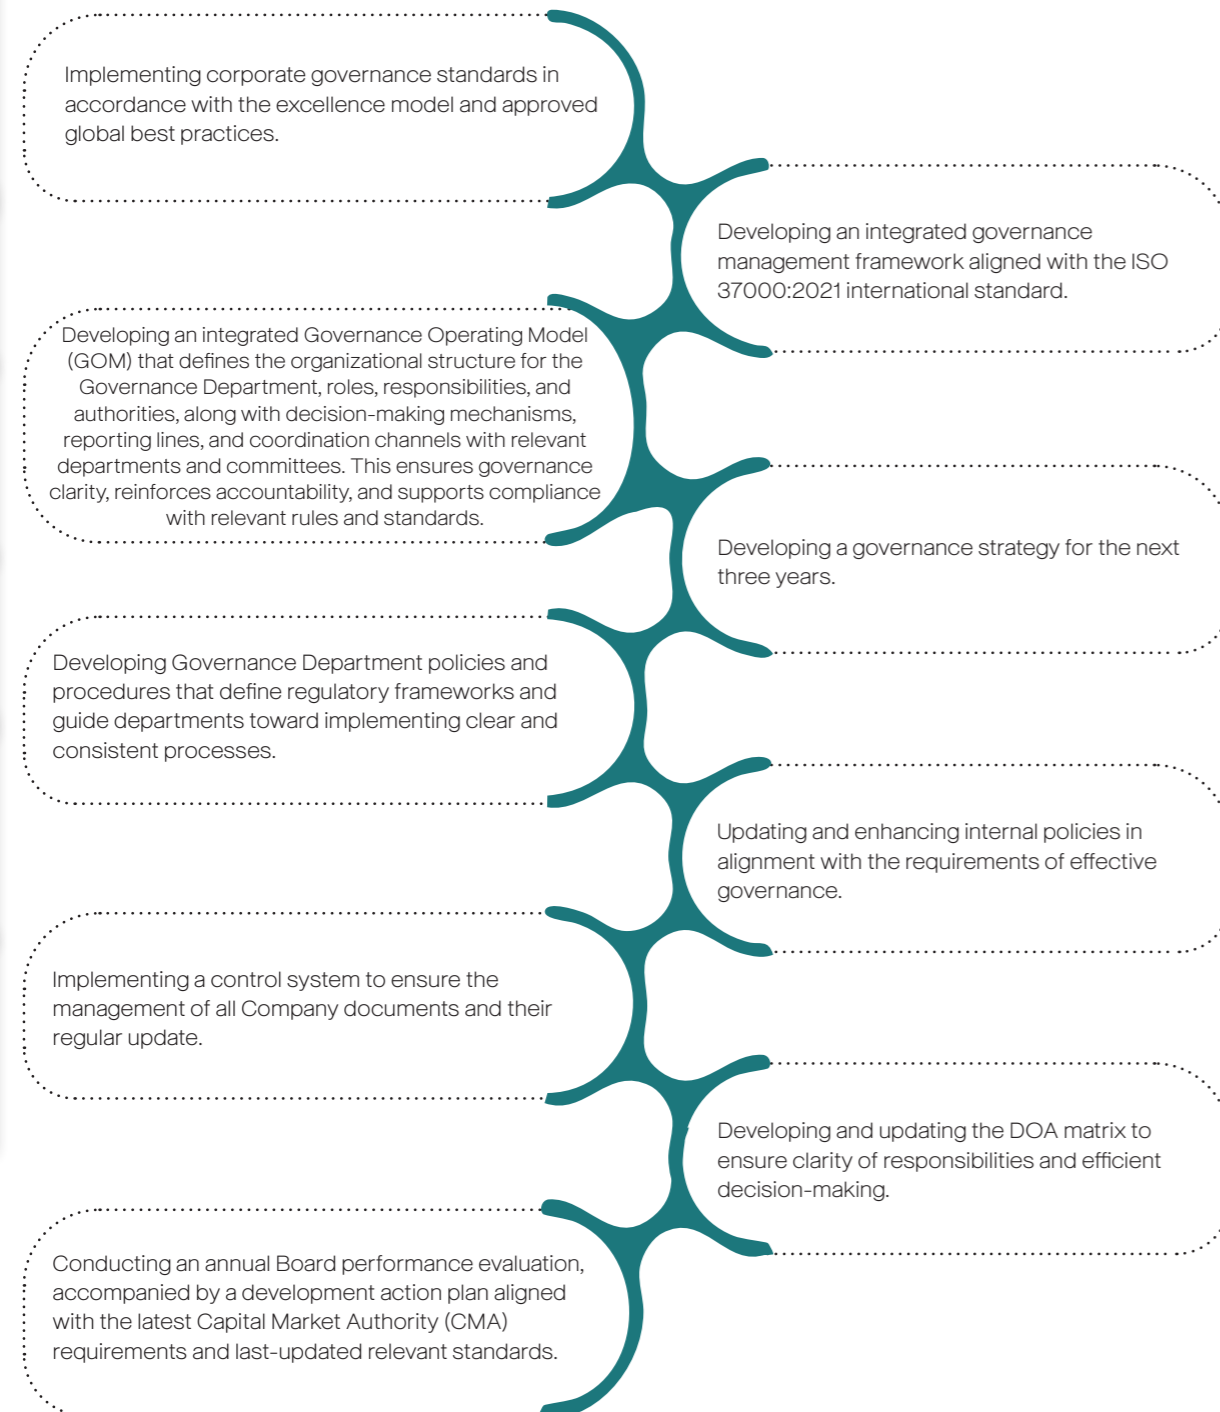 Implementing corporate governance standards in
accordance with the excellence model and approved
global best practices.
Developing an integrated governance
management framework aligned with the ISO
37000:2021 international standard.
Developing an integrated Governance Operating Model
(GOM) that defines the organizational structure for the
Governance Department, roles, responsibilities, and
authorities, along with decision-making mechanisms,
reporting lines, and coordination channels with relevant
departments and committees. This ensures governance
clarity, reinforces accountability, and supports compliance
with relevant rules and standards.
Developing a governance strategy for the next
three years.
Developing Governance Department policies and
procedures that define regulatory frameworks and
guide departments toward implementing clear and
consistent processes.
Updating and enhancing internal policies in
alignment with the requirements of effective
governance.
Implementing a control system to ensure the
management of all Company documents and their
regular update.
Developing and updating the DOA matrix to
ensure clarity of responsibilities and efficient
decision-making.
Conducting an annual Board performance evaluation,
accompanied by a development action plan aligned
with the latest Capital Market Authority (CMA)
requirements and last-updated relevant standards.